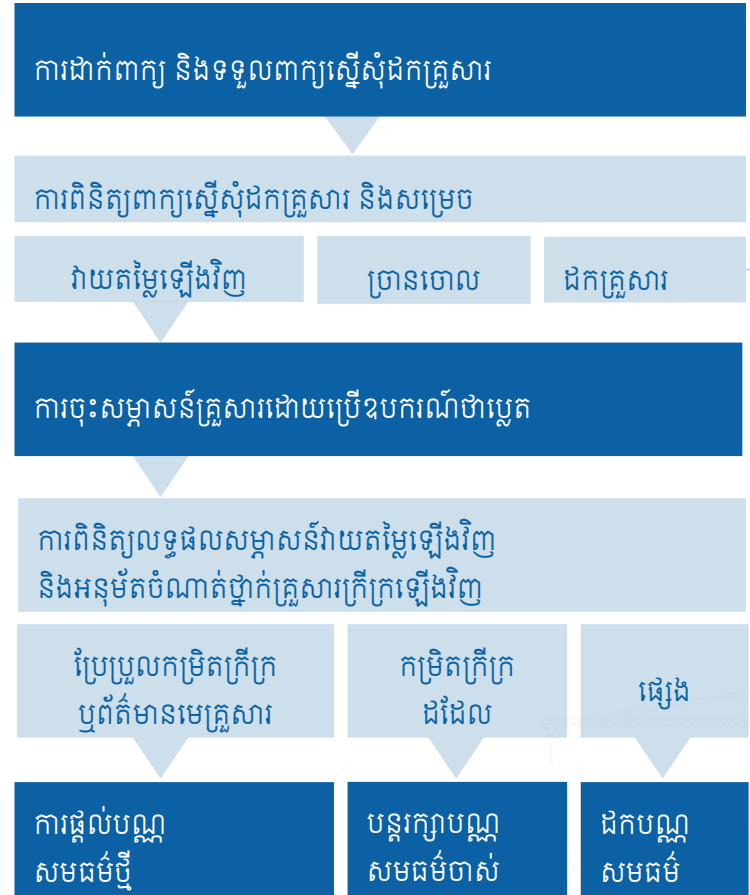 ការដាក់ពាក្យ និងទទួលពាក្យស្នើសុំដកគ្រួសារ
ការពិនិត្យពាក្យស្នើសុំដកគ្រួសារ និងសម្រេច
វាយតម្លៃឡើងវិញ
ច្រានចោល
ដកគ្រួសារ
ការចុះសម្ភាសន៍គ្រួសារដោយប្រើឧបករណ៍ថាប្លេត
ការពិនិត្យលទ្ធផលសម្ភាសន៍វាយតម្លៃឡើងវិញ
និងអនុម័តចំណាត់ថ្នាក់គ្រួសារក្រីក្រឡើងវិញ
ប្រែប្រួលកម្រិតក្រីក្រ
ឬព័ត៌មានមេគ្រួសារ
កម្រិតក្រីក្រ
ដដែល
ផ្សេង
ការផ្តល់បណ្ណ
សមធម៌ថ្មី
បន្តរក្សាបណ្ណ
សមធម៌ចាស់
ដកបណ្ណ
សមធម៌